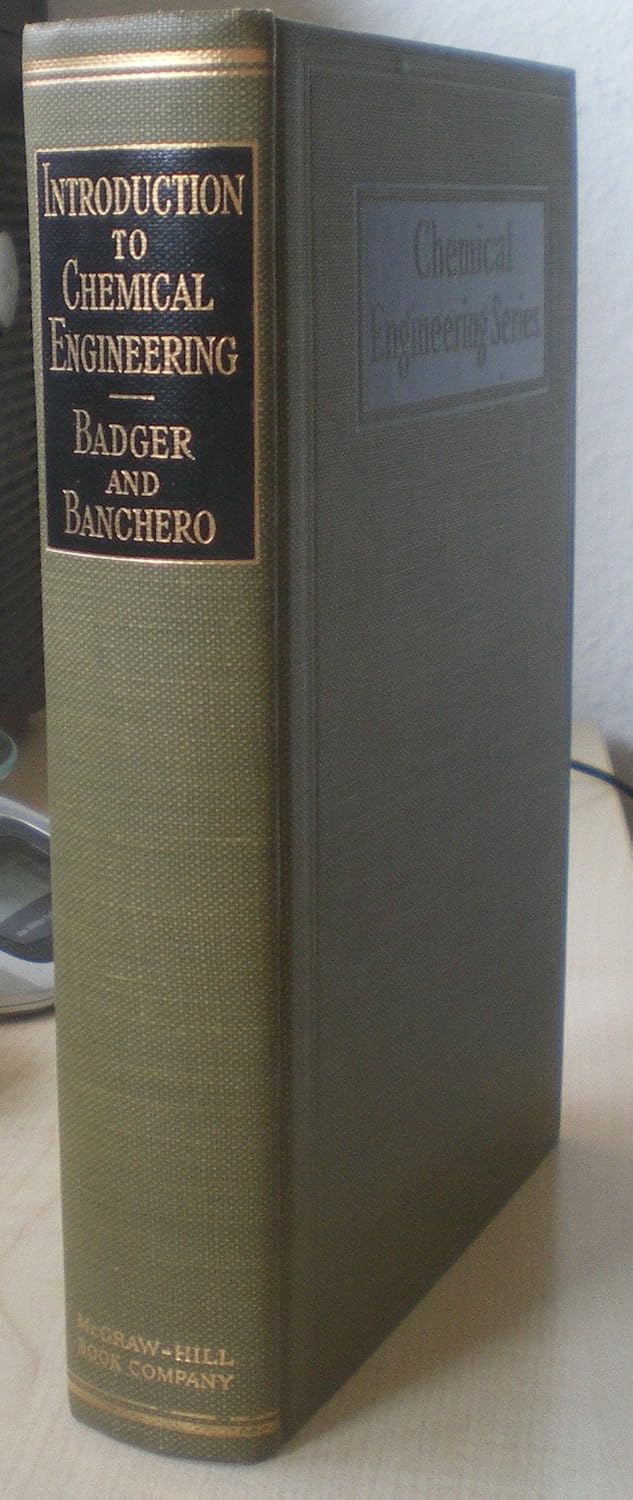 INTRODUCTION
TO
CHEMICAL
ENGINEERING
BADGER
AND
BANCHERO
MCGRAW-HILL
BOOK COMPANY
Chemical
Engineering Series